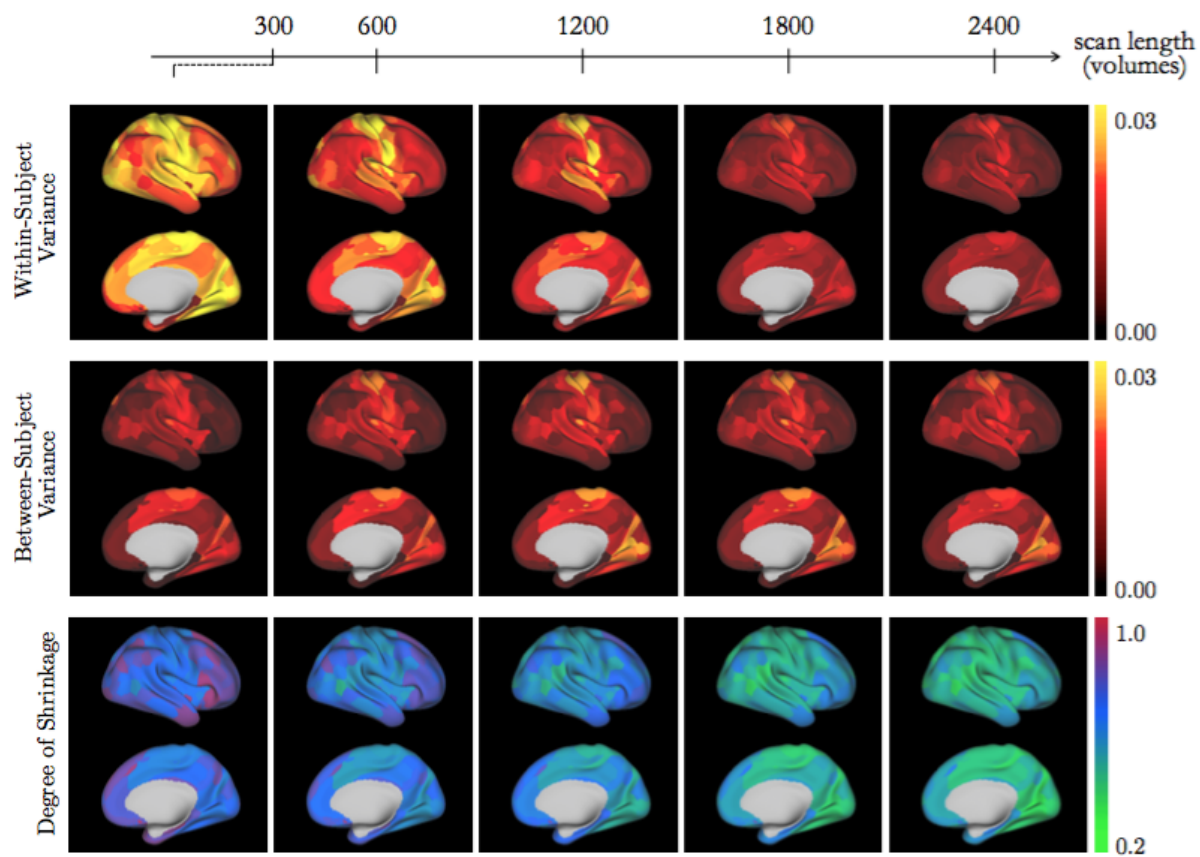 300 600 1200 1800 2400
scan length
(volumes)
Within-Subject
Variance
0.03
0.00
Between-Subject
Variance
0.03
0.00
Degree of Shrinkage
1.0
0.2